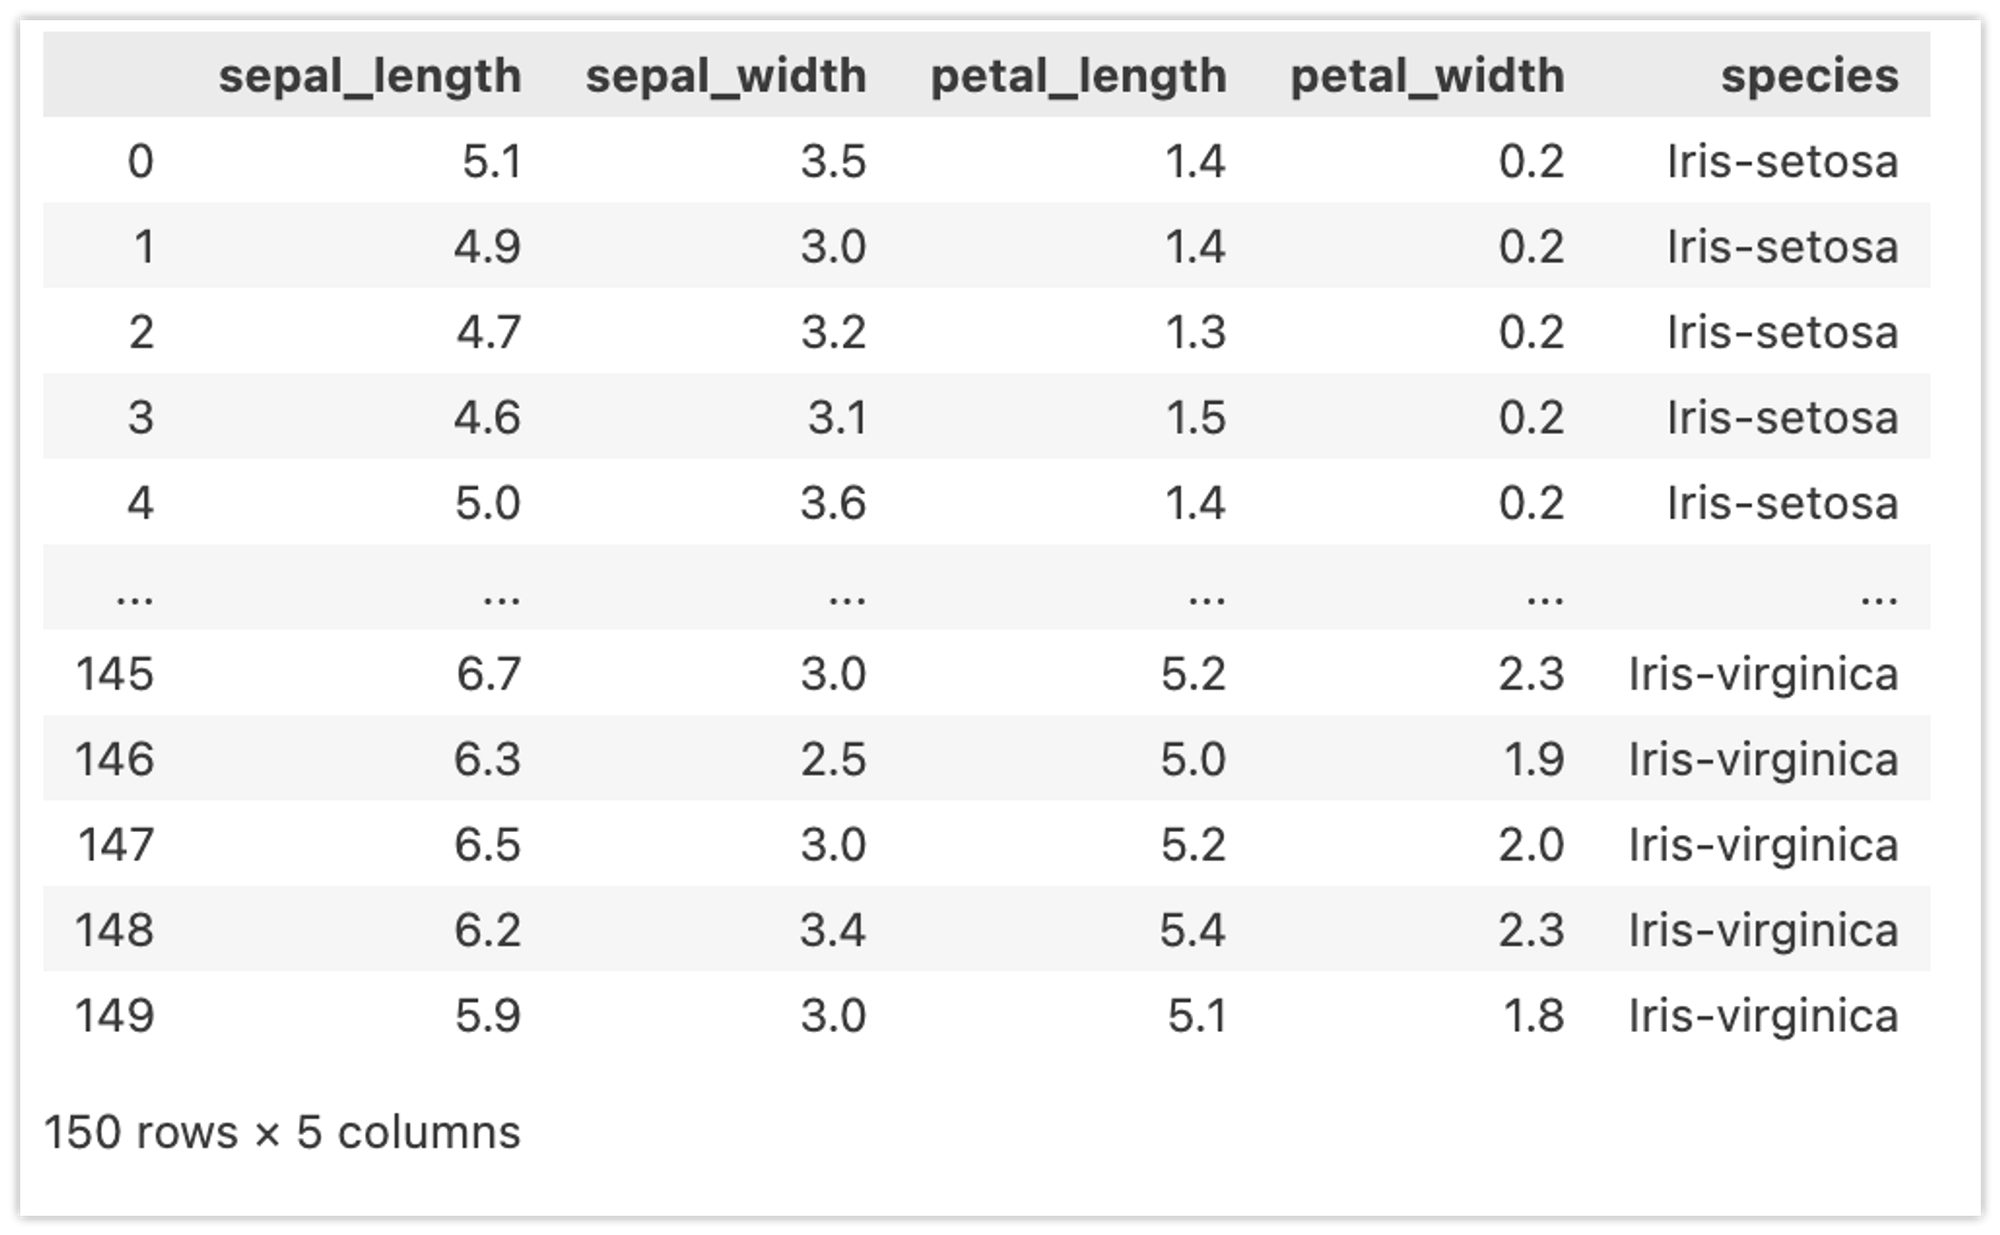 sepal_length sepal_width petal_length petal_width species
0 5.1 3.5 1.4 0.2 Iris-setosa
1 4.9 3.0 1.4 0.2 Iris-setosa
2 4.7 3.2 1.3 0.2 Iris-setosa
3 4.6 3.1 1.5 0.2 Iris-setosa
4 5.0 3.6 1.4 0.2 Iris-setosa
... ... ... ... ... ...
145 6.7 3.0 5.2 2.3 Iris-virginica
146 6.3 2.5 5.0 1.9 Iris-virginica
147 6.5 3.0 5.2 2.0 Iris-virginica
148 6.2 3.4 5.4 2.3 Iris-virginica
149 5.9 3.0 5.1 1.8 Iris-virginica
150 rows × 5 columns